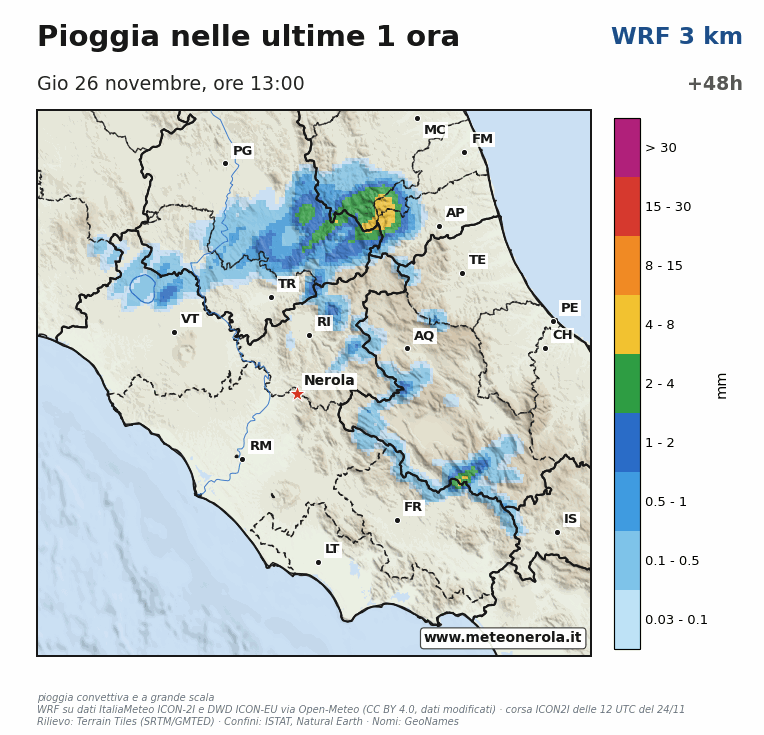 Pioggia nelle ultime 1 ora
WRF 3 km
Gio 26 novembre, ore 13:00
+48h
MC
FM
PG
AP
TE
TR
PE
VT
RI
AQ
CH
Nerola
RM
FR
IS
LT
www.meteonerola.it
> 30
15 - 30
8 - 15
4 - 8
2 - 4
1 - 2
0.5 - 1
0.1 - 0.5
0.03 - 0.1
mm
pioggia convettiva e a grande scala
WRF su dati ItaliaMeteo ICON-2I e DWD ICON-EU via Open-Meteo (CC BY 4.0, dati modificati) · corsa ICON2I delle 12 UTC del 24/11
Rilievo: Terrain Tiles (SRTM/GMTED) · Confini: ISTAT, Natural Earth · Nomi: GeoNames